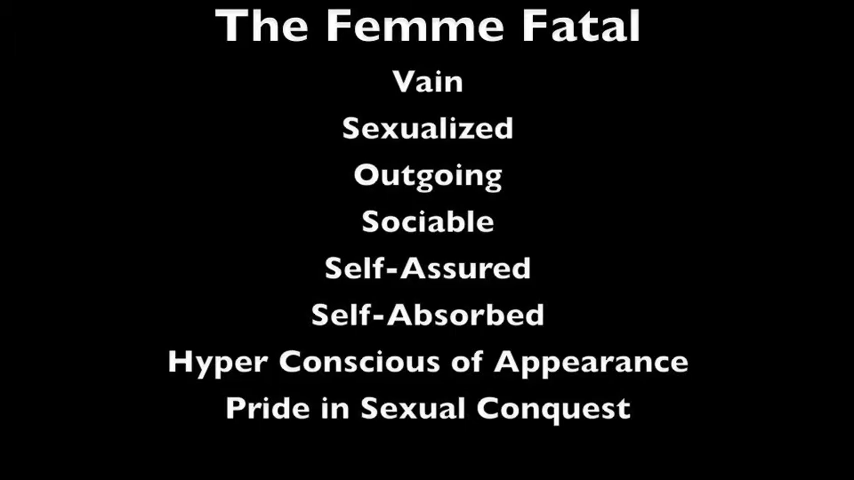 The Femme Fatal
Vain
Sexualized
Outgoing
Sociable
Self-Assured
Self-Absorbed
Hyper Conscious of Appearance
Pride in Sexual Conquest